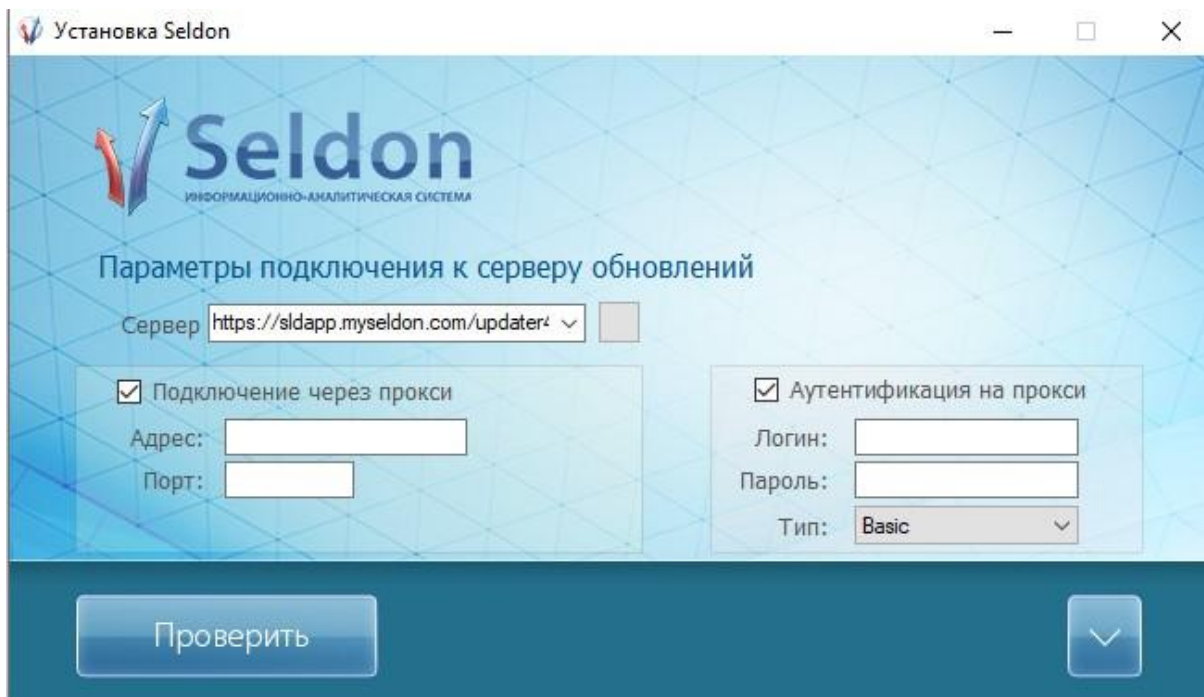 Установка Seldon
Seldon
ИНФОРМАЦИОННО-АНАЛИТИЧЕСКАЯ СИСТЕМА
Параметры подключения к серверу обновлений
Сервер https://sldapp.myseldon.com/updater4
Подключение через прокси
Адрес:
Порт:
Аутентификация на прокси
Логин:
Пароль:
Тип: Basic
Проверить